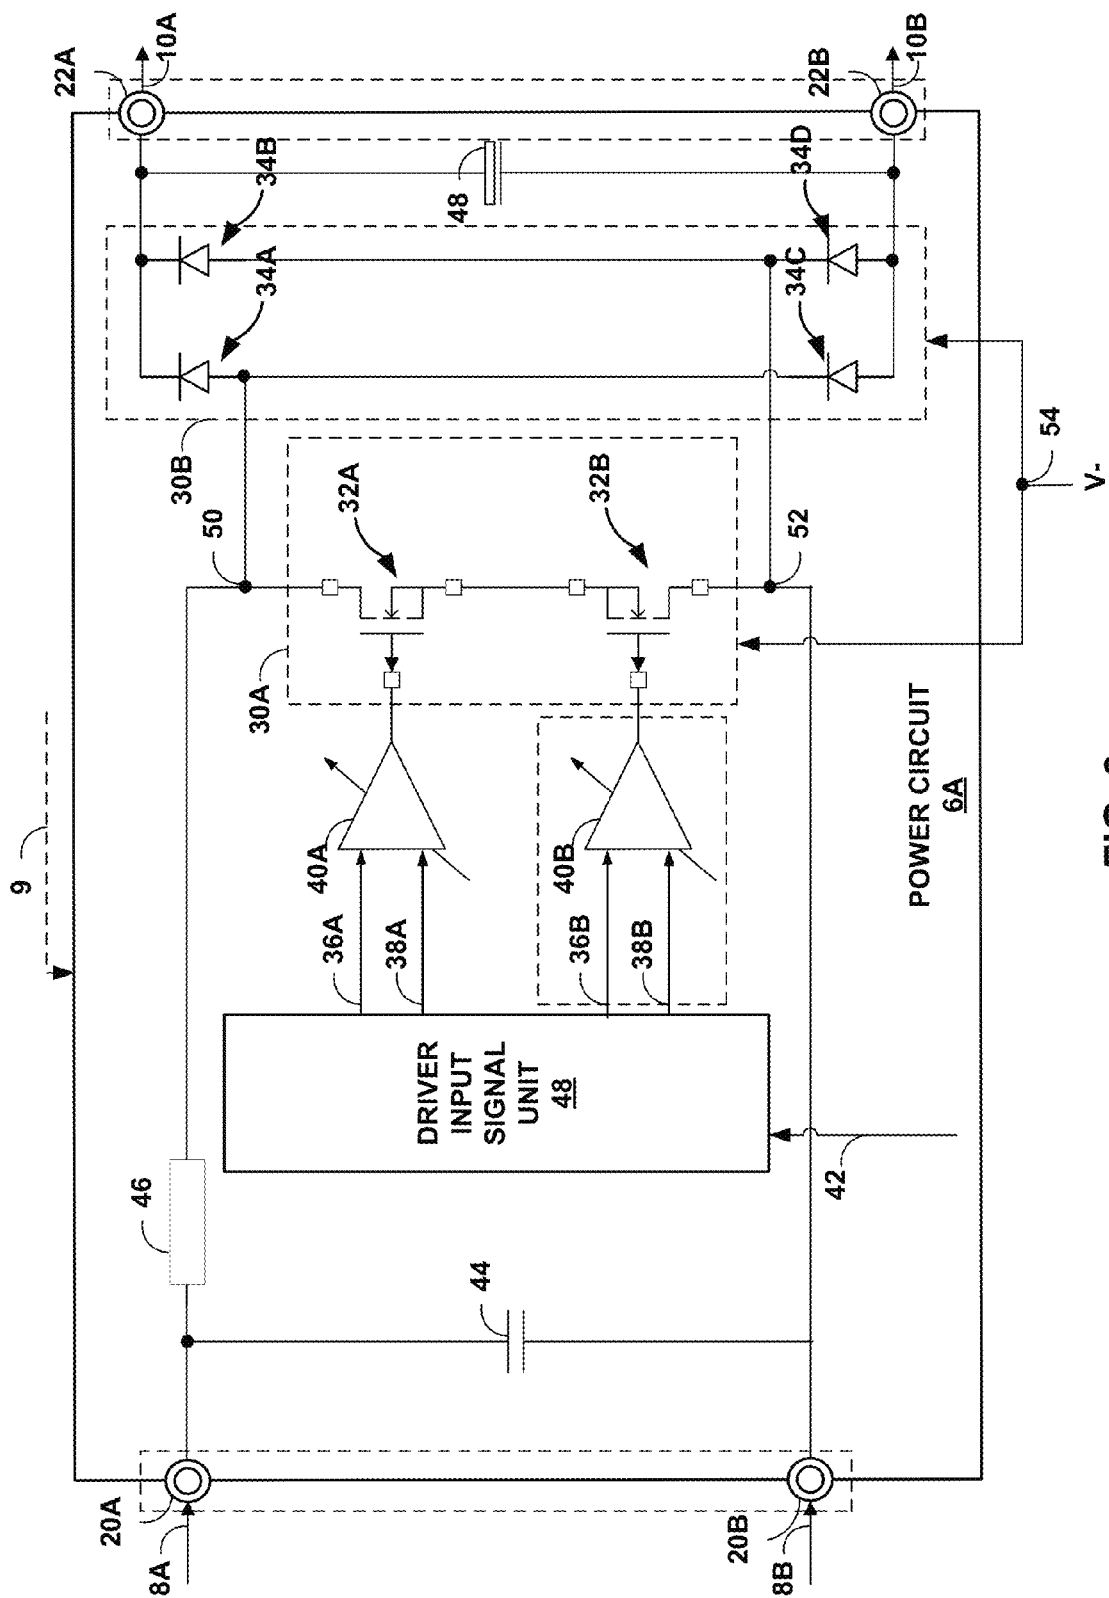 9
22A
10A
34B
34A
48
34D
34C
22B
10B
30B
50
32A
32B
52
54
V-
30A
40A
40B
36A
38A
36B
38B
DRIVER
INPUT
SIGNAL
UNIT
48
POWER CIRCUIT
6A
46
44
42
20A
8A
20B
8B